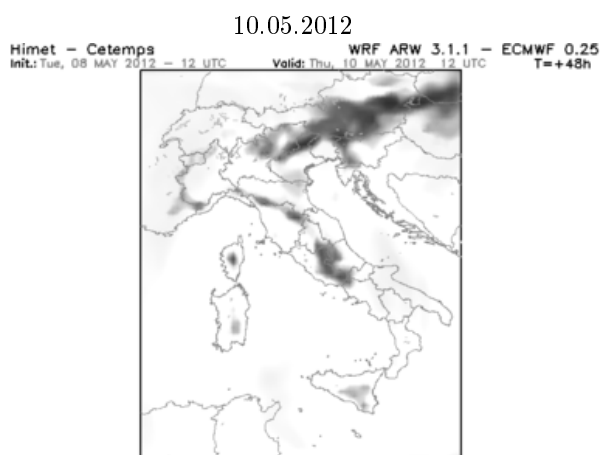 10.05.2012
Himet – Cetemps WRF ARW 3.1.1 – ECMWF 0.25
Init.: Tue, 08 MAY 2012 – 12 UTC Valid: Thu, 10 MAY 2012 12 UTC T=+48h